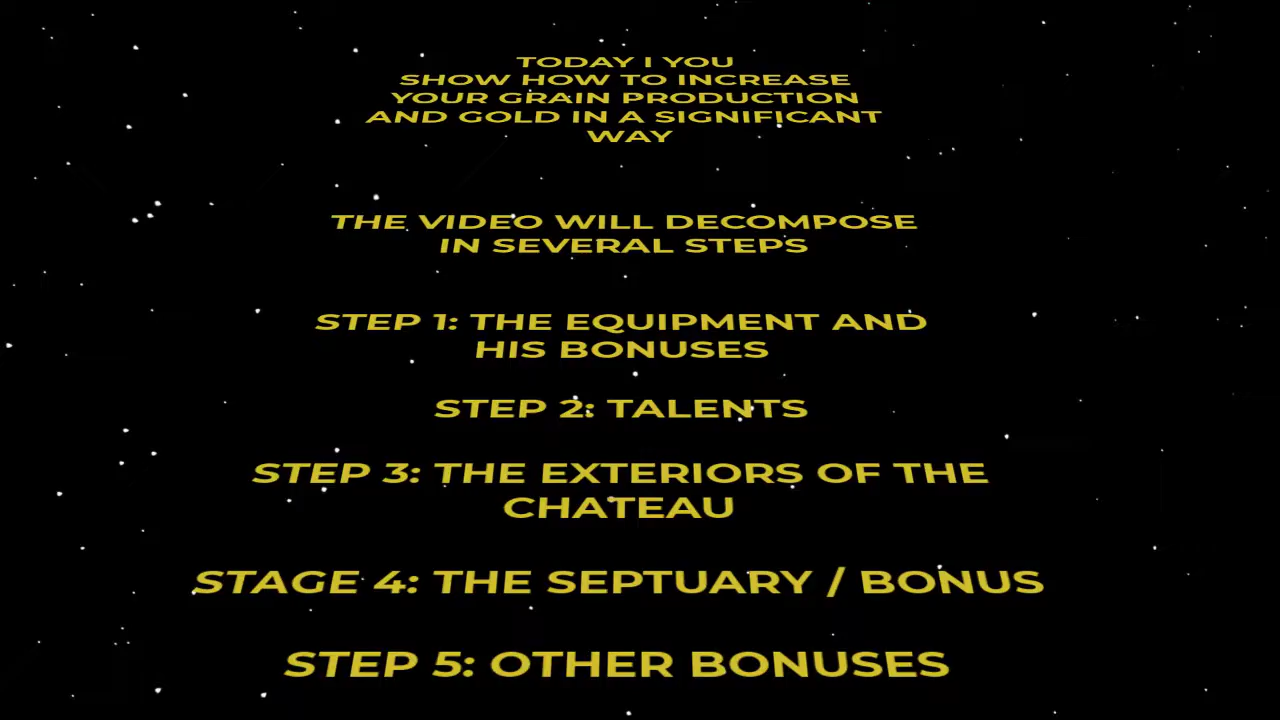 TODAY I YOU
SHOW HOW TO INCREASE
YOUR GRAIN PRODUCTION
AND GOLD IN A SIGNIFICANT
WAY
THE VIDEO WILL DECOMPOSE
IN SEVERAL STEPS
STEP 1: THE EQUIPMENT AND
HIS BONUSES
STEP 2: TALENTS
STEP 3: THE EXTERIORS OF THE
CHATEAU
STAGE 4: THE SEPTUARY / BONUS
STEP 5: OTHER BONUSES